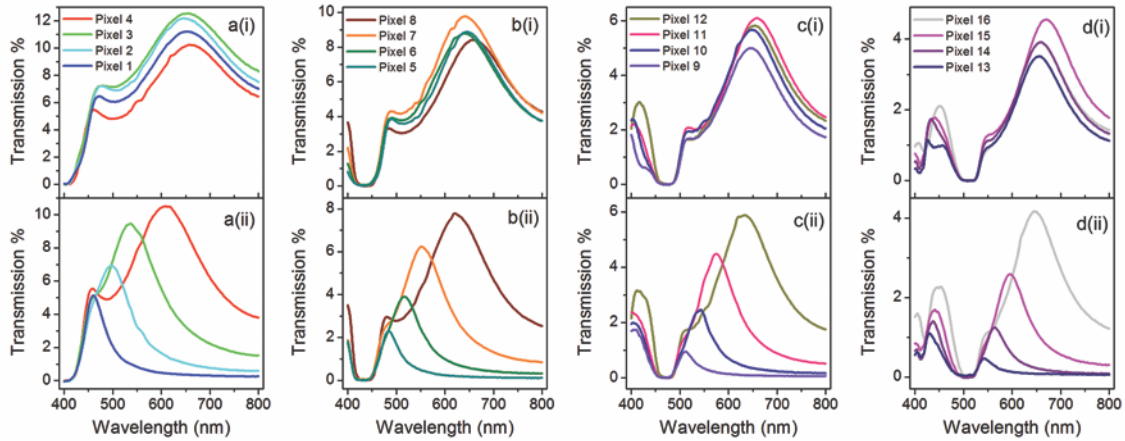 a(i)
Pixel 4
Pixel 3
Pixel 2
Pixel 1
Transmission %
12
10
8
6
4
2
0
b(i)
Pixel 8
Pixel 7
Pixel 6
Pixel 5
Transmission %
10
8
6
4
2
0
c(i)
Pixel 12
Pixel 11
Pixel 10
Pixel 9
Transmission %
6
4
2
0
d(i)
Pixel 16
Pixel 15
Pixel 14
Pixel 13
Transmission %
4
2
0
a(ii)
Transmission %
10
8
6
4
2
0
400 500 600 700 800
Wavelength (nm)
b(ii)
Transmission %
8
6
4
2
0
400 500 600 700 800
Wavelength (nm)
c(ii)
Transmission %
6
4
2
0
400 500 600 700 800
Wavelength (nm)
d(ii)
Transmission %
4
2
0
400 500 600 700 800
Wavelength (nm)